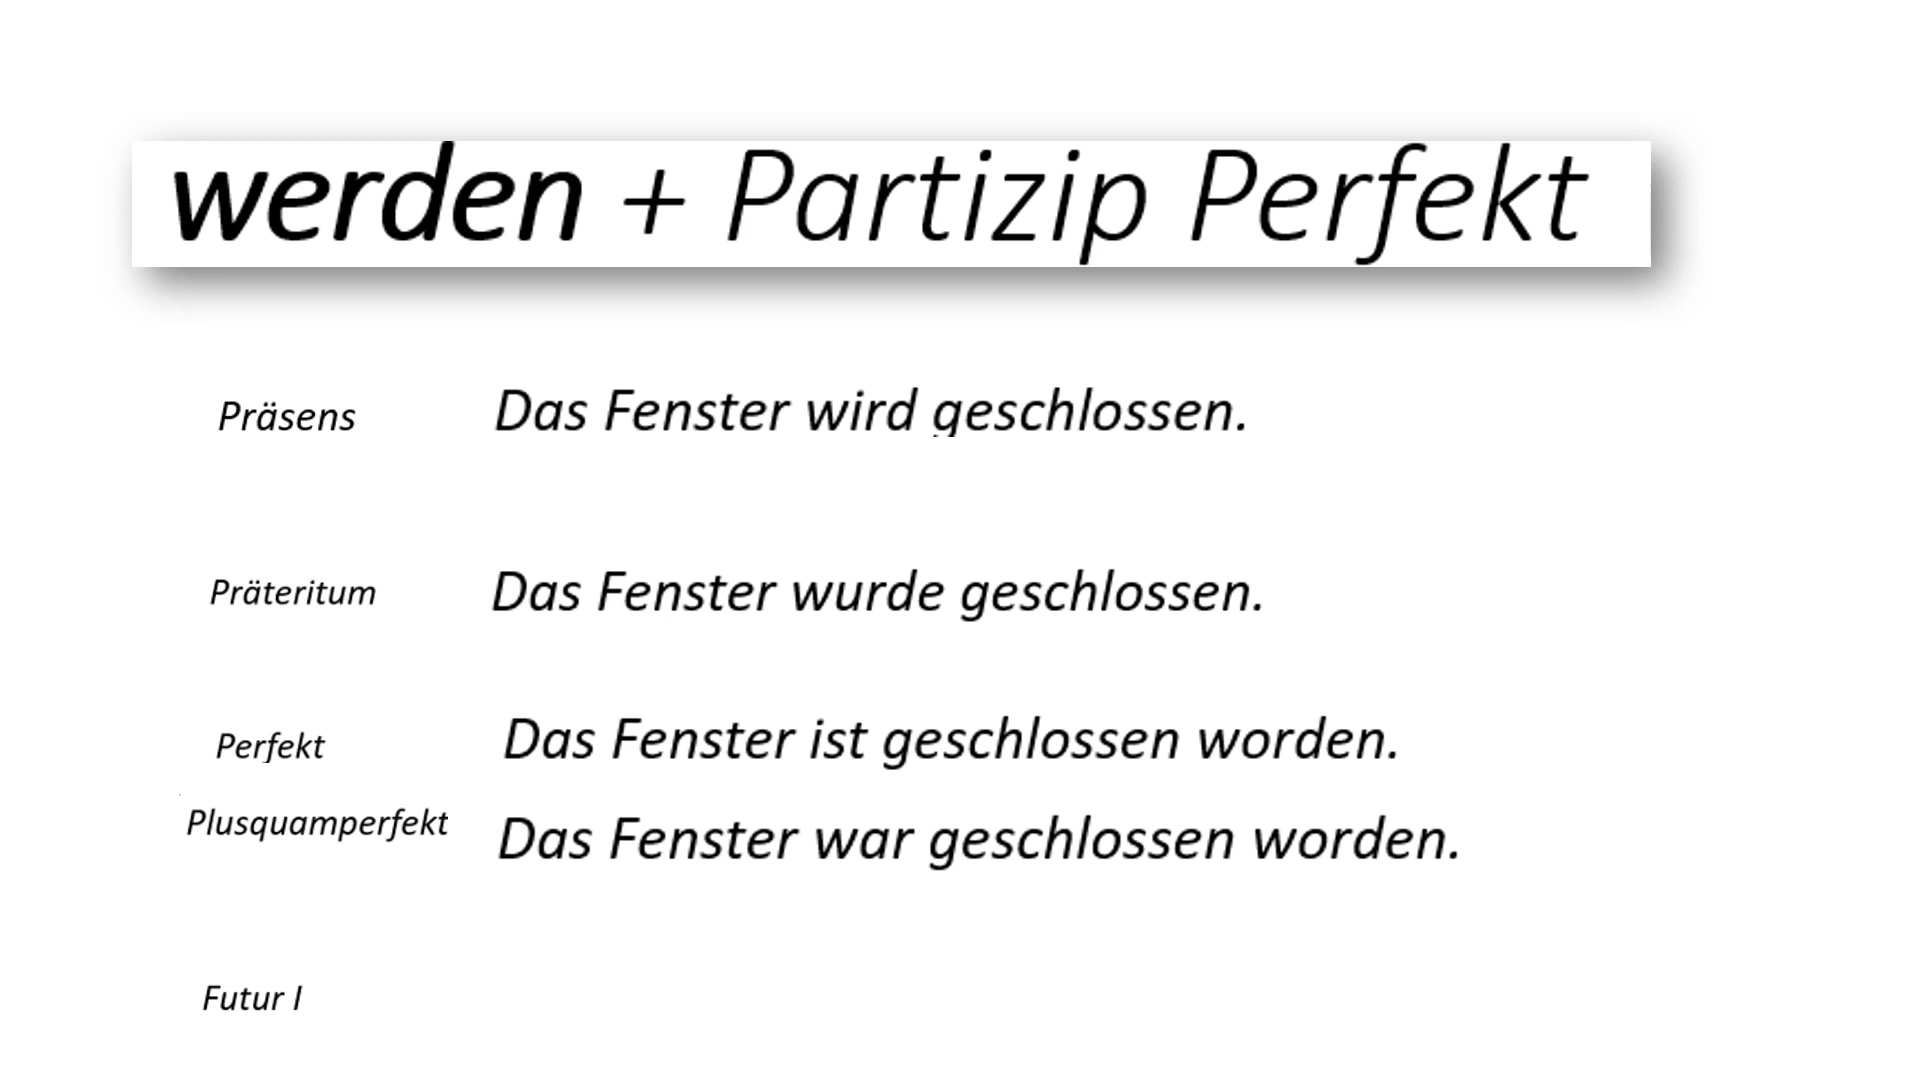 werden + Partizip Perfekt
Präsens Das Fenster wird geschlossen.
Präteritum Das Fenster wurde geschlossen.
Perfekt Das Fenster ist geschlossen worden.
Plusquamperfekt Das Fenster war geschlossen worden.
Futur I